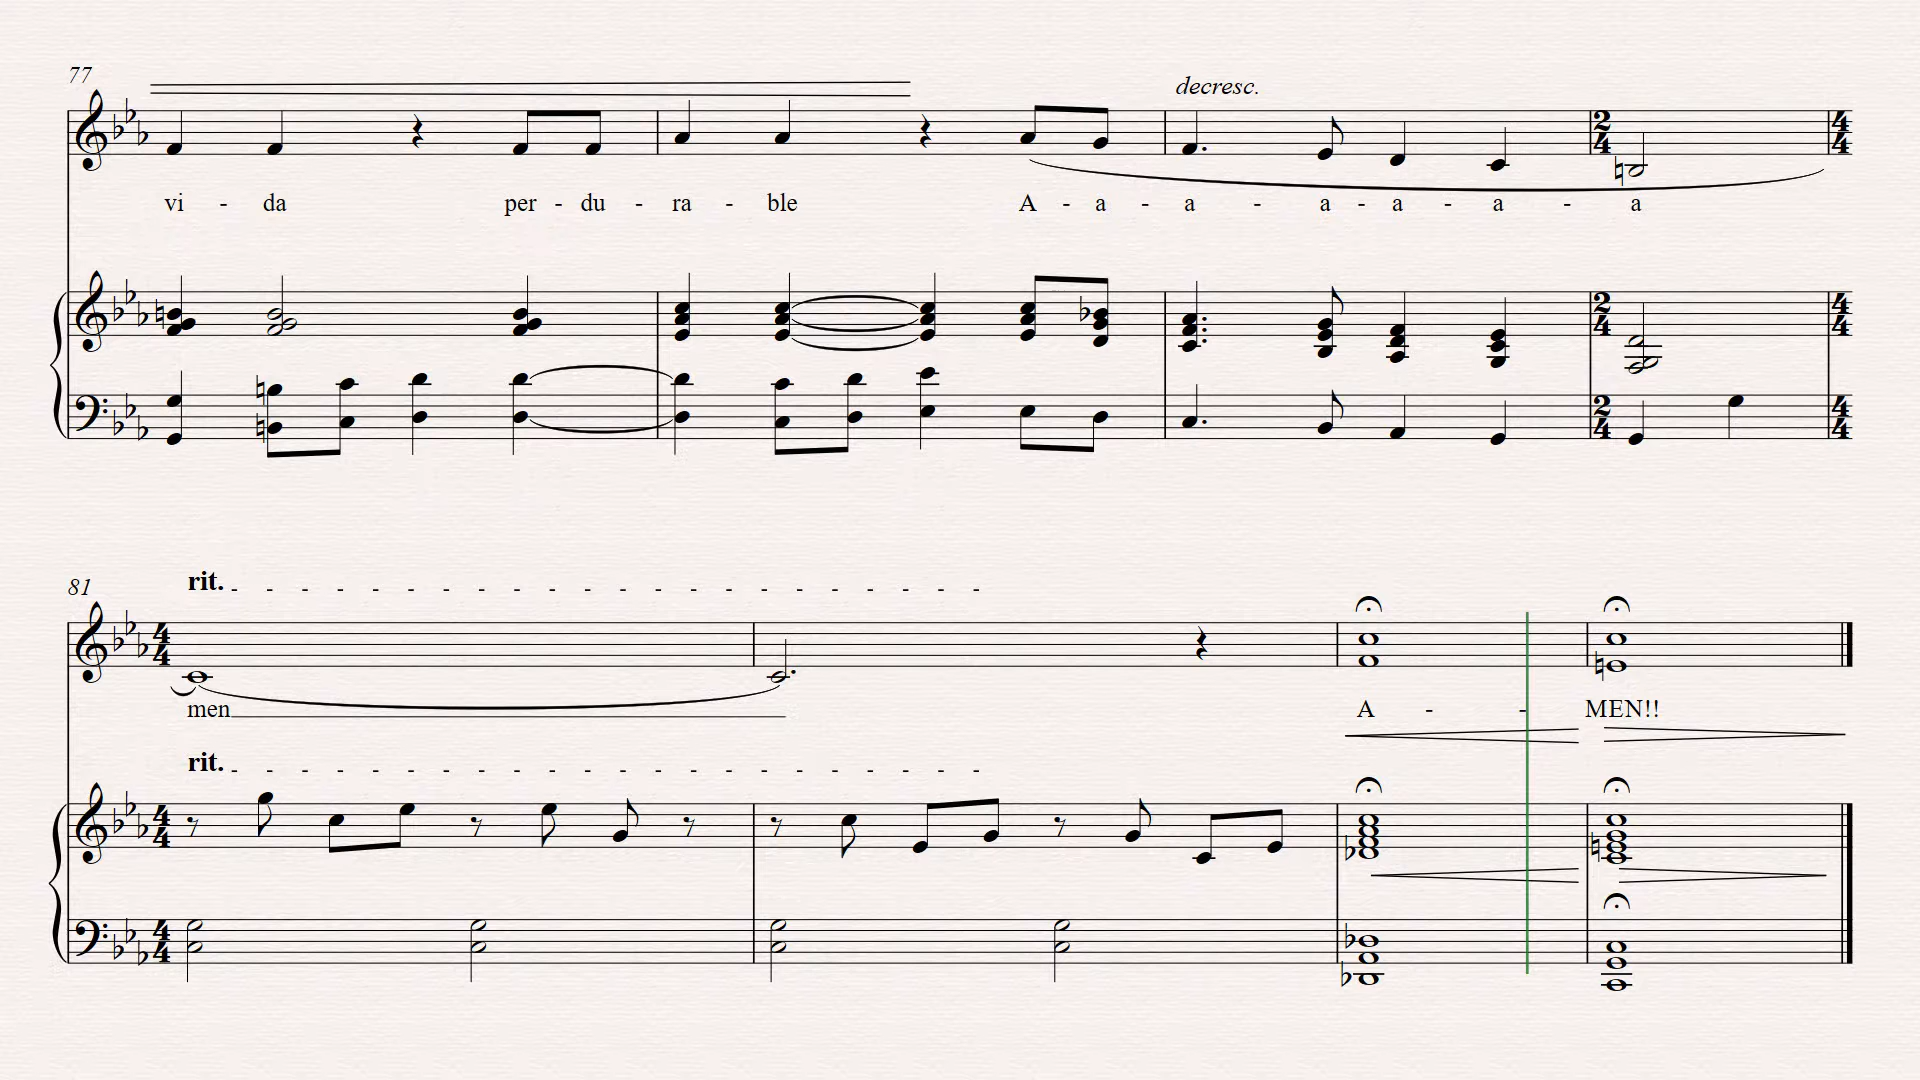 77
decresc.
vi - da per - du - ra - ble A - a - a - a - a - a - a
81
rit.
men A - - MEN!!
rit.